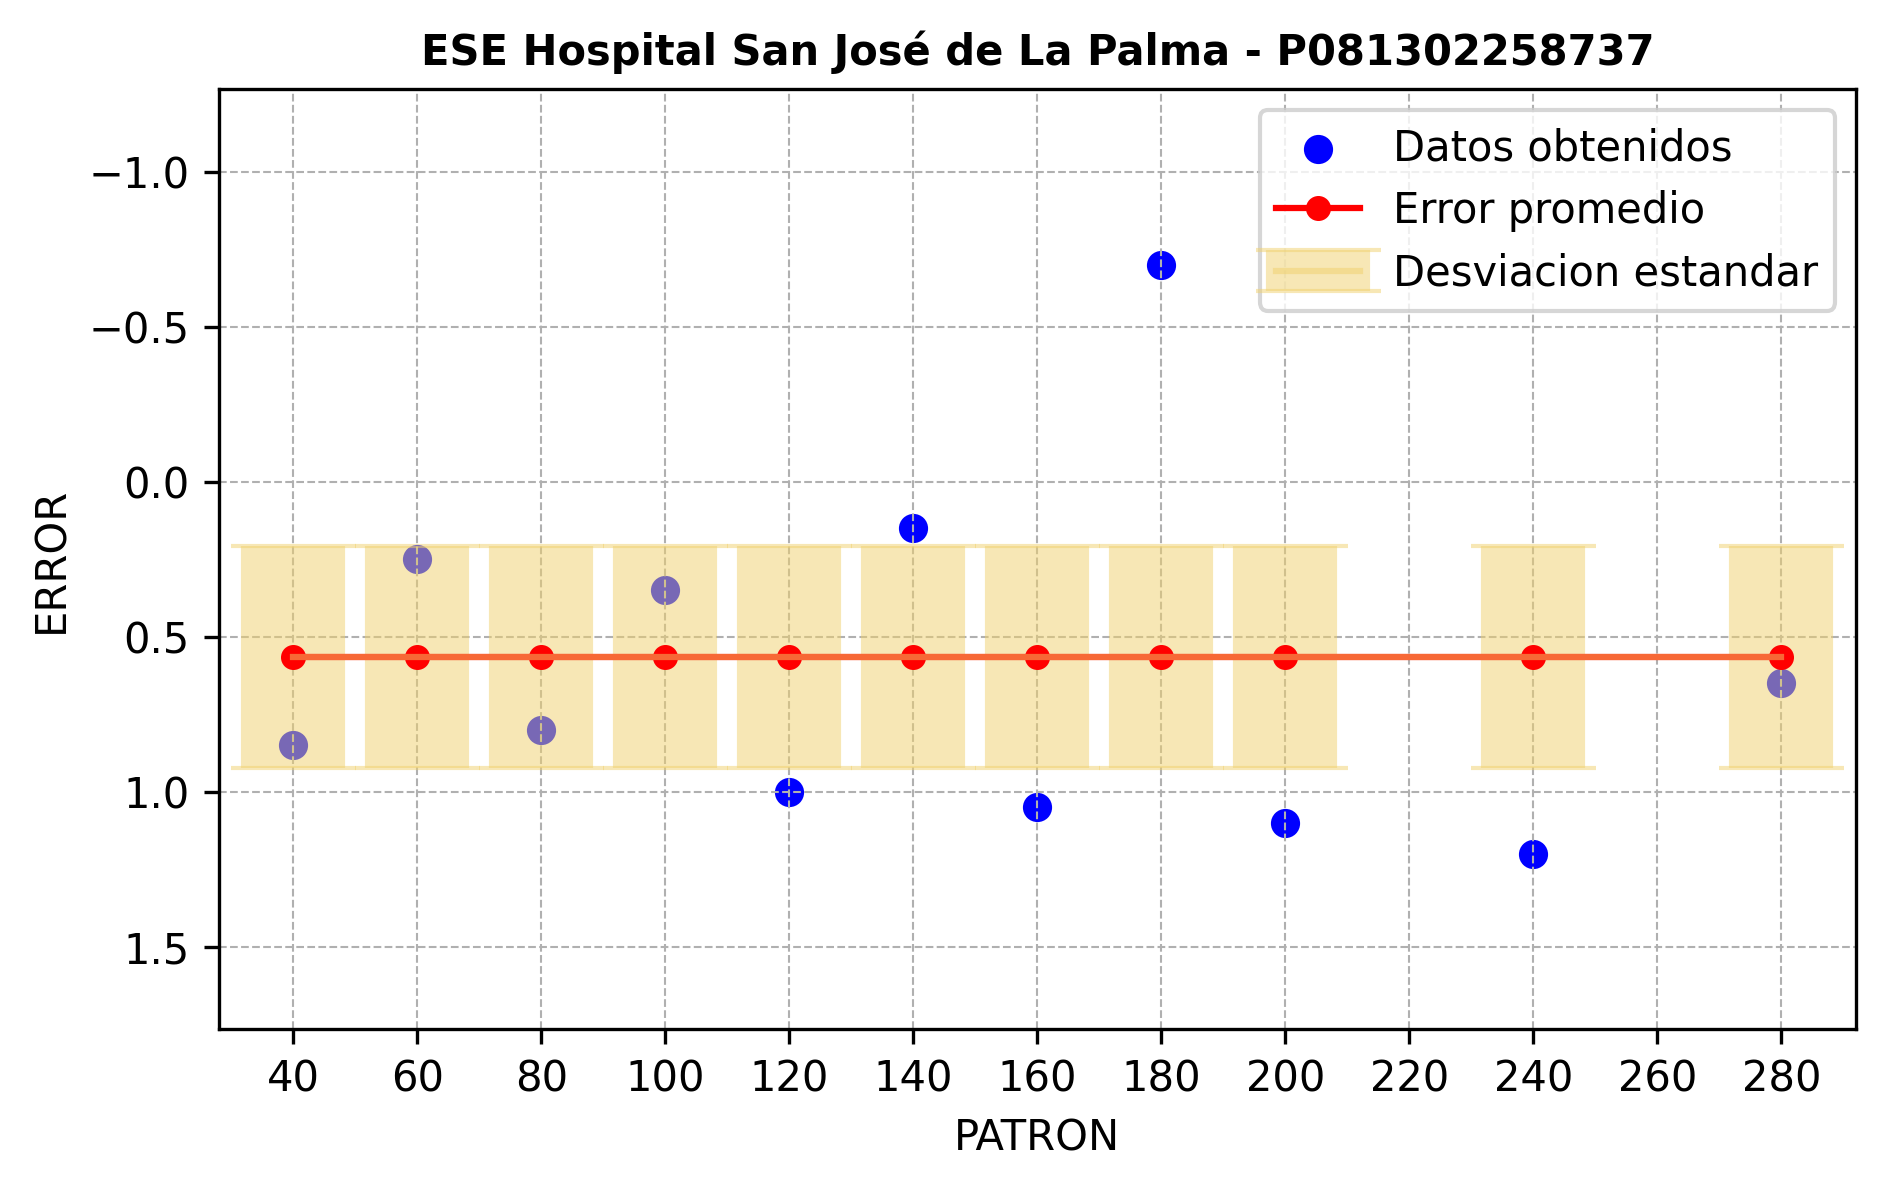 ESE Hospital San José de La Palma - P081302258737
Datos obtenidos
Error promedio
Desviacion estandar
−1.0
−0.5
0.0
0.5
1.0
1.5
ERROR
40 60 80 100 120 140 160 180 200 220 240 260 280
PATRON